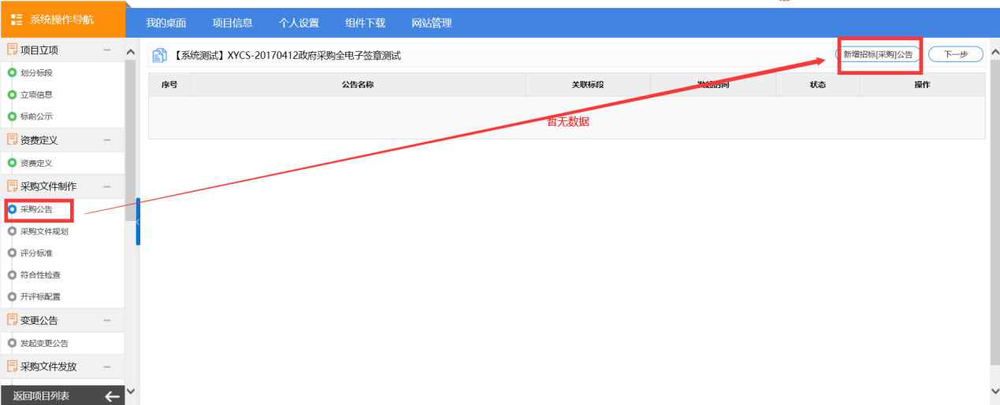 系统操作导航
我的桌面 项目信息 个人设置 组件下载 网站管理
项目立项
划分标段
立项信息
标前公示
资费定义
资费定义
采购文件制作
采购公告
采购文件规划
评分标准
符合性检查
开评标配置
变更公告
发起变更公告
采购文件发放
返回项目列表
【系统测试】XYCS-20170412政府采购全电子签章测试
新增招标[采购]公告 下一步
序号 公告名称 关联标段 发起时间 状态 操作
暂无数据